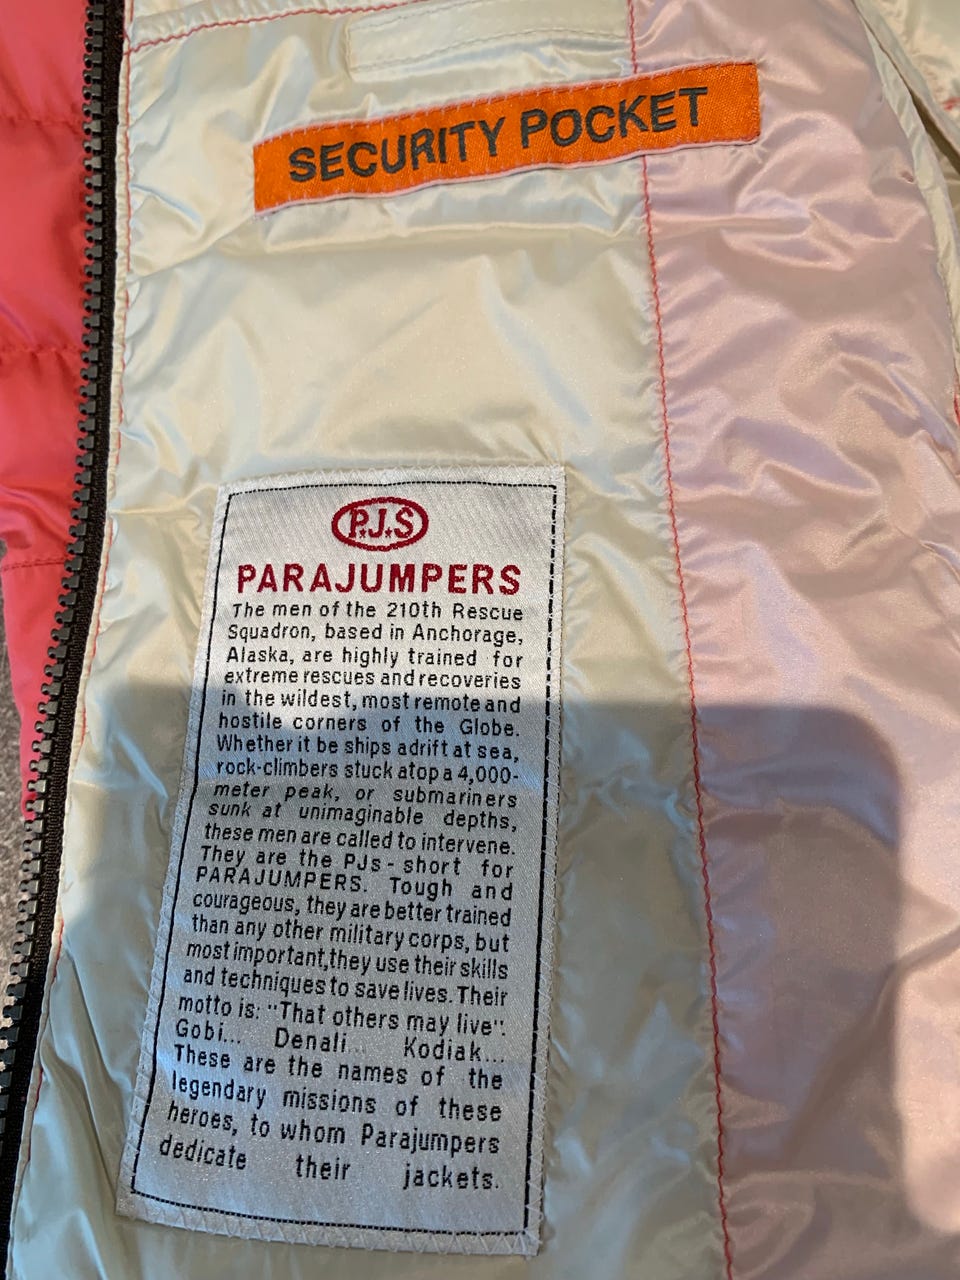 SECURITY POCKET
P.J.S
PARAJUMPERS
The men of the 210th Rescue
Squadron, based in Anchorage,
Alaska, are highly trained for
extreme rescues and recoveries
in the wildest, most remote and
hostile corners of the Globe.
Whether it be ships adrift at sea,
rock-climbers stuck atop a 4,000-
meter peak, or submariners
sunk at unimaginable depths,
these men are called to intervene.
They are the PJs - short for
PARAJUMPERS. Tough and
courageous, they are better trained
than any other military corps, but
most important,they use their skills
and techniques to save lives. Their
motto is: "That others may live".
Gobi... Denali... Kodiak...
These are the names of the
legendary missions of these
heroes, to whom Parajumpers
dedicate their jackets.